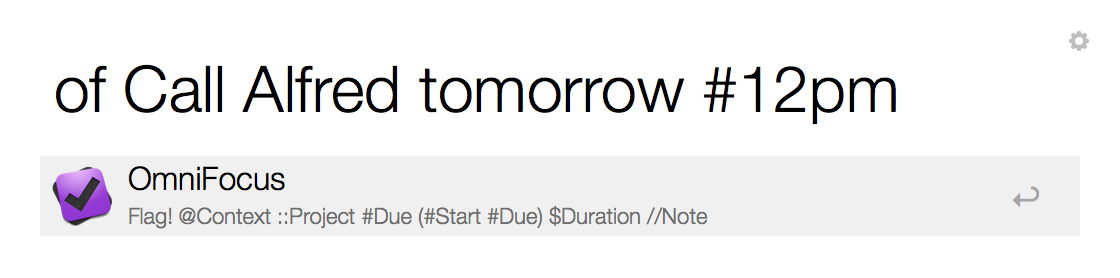 of Call Alfred tomorrow #12pm
OmniFocus
Flag! @Context ::Project #Due (#Start #Due) $Duration //Note